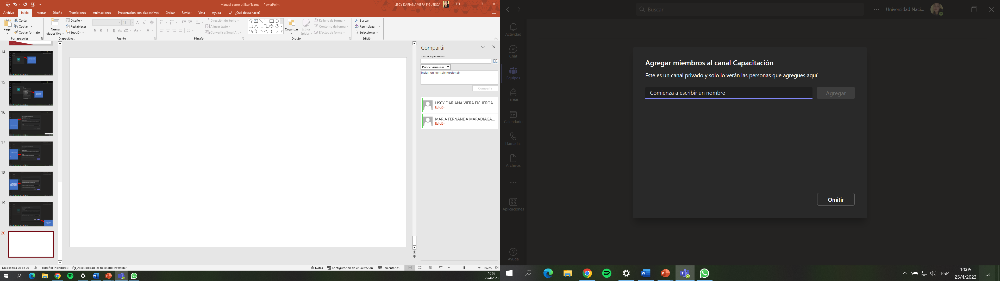 Manual como utilizar Teams - PowerPoint
LISCY DARIANA VIERA FIGUEROA
Archivo Inicio Insertar Diseño Transiciones Animaciones Presentación con diapositivas Grabar Revisar Vista Ayuda ¿Qué desea hacer?
Pegar
Cortar
Copiar
Copiar formato
Portapapeles
Nueva
diapositiva
Diseño
Restablecer
Sección
Diapositivas
18
N K S S abc AV Aa A
Fuente
Párrafo
Dirección del texto
Alinear texto
Convertir a SmartArt
Organizar
Estilos
rápidos
Relleno de forma
Contorno de forma
Efectos de forma
Dibujo
Buscar
Reemplazar
Seleccionar
Edición
14
15
16
17
18
19
20
Compartir
Invitar a personas
Puede visualizar
Incluir un mensaje (opcional)
Compartir
LISCY DARIANA VIERA FIGUEROA
Edición
MARIA FERNANDA MARADIAGA...
Edición
Diapositiva 20 de 20 Español (Honduras) Accesibilidad: es necesario investigar
Notas Configuración de visualización Comentarios 102 %
10:05
25/4/2023
Buscar
Universidad Naci...
Actividad
Chat
Equipos
Tareas
Calendario
Llamadas
Archivos
Aplicaciones
Ayuda
Agregar miembros al canal Capacitación
Este es un canal privado y solo lo verán las personas que agregues aquí.
Comienza a escribir un nombre
Agregar
Omitir
ESP
10:05
25/4/2023